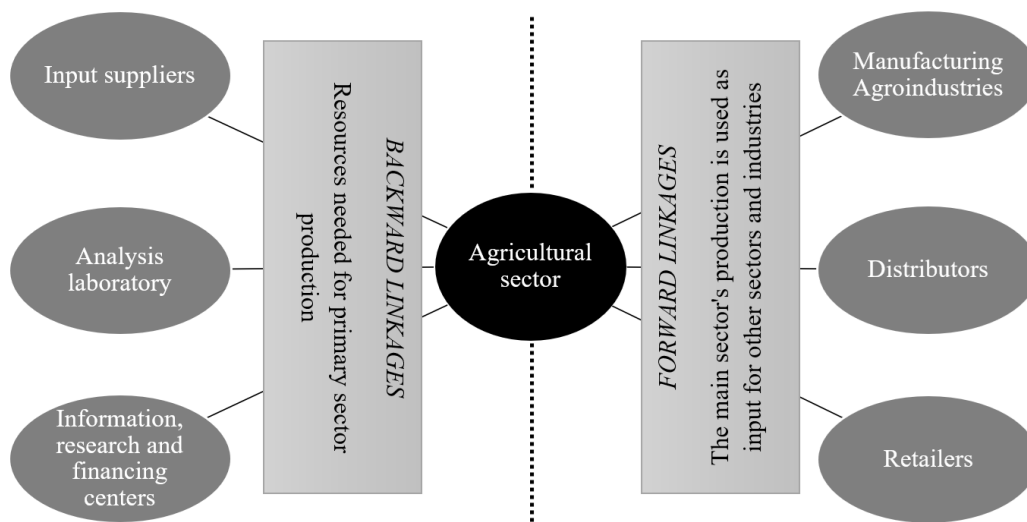 Input suppliers
Analysis
laboratory
Information,
research and
financing
centers
BACKWARD LINKAGES
Resources needed for primary sector
production
Agricultural
sector
FORWARD LINKAGES
The main sector's production is used as
input for other sectors and industries
Manufacturing
Agroindustries
Distributors
Retailers